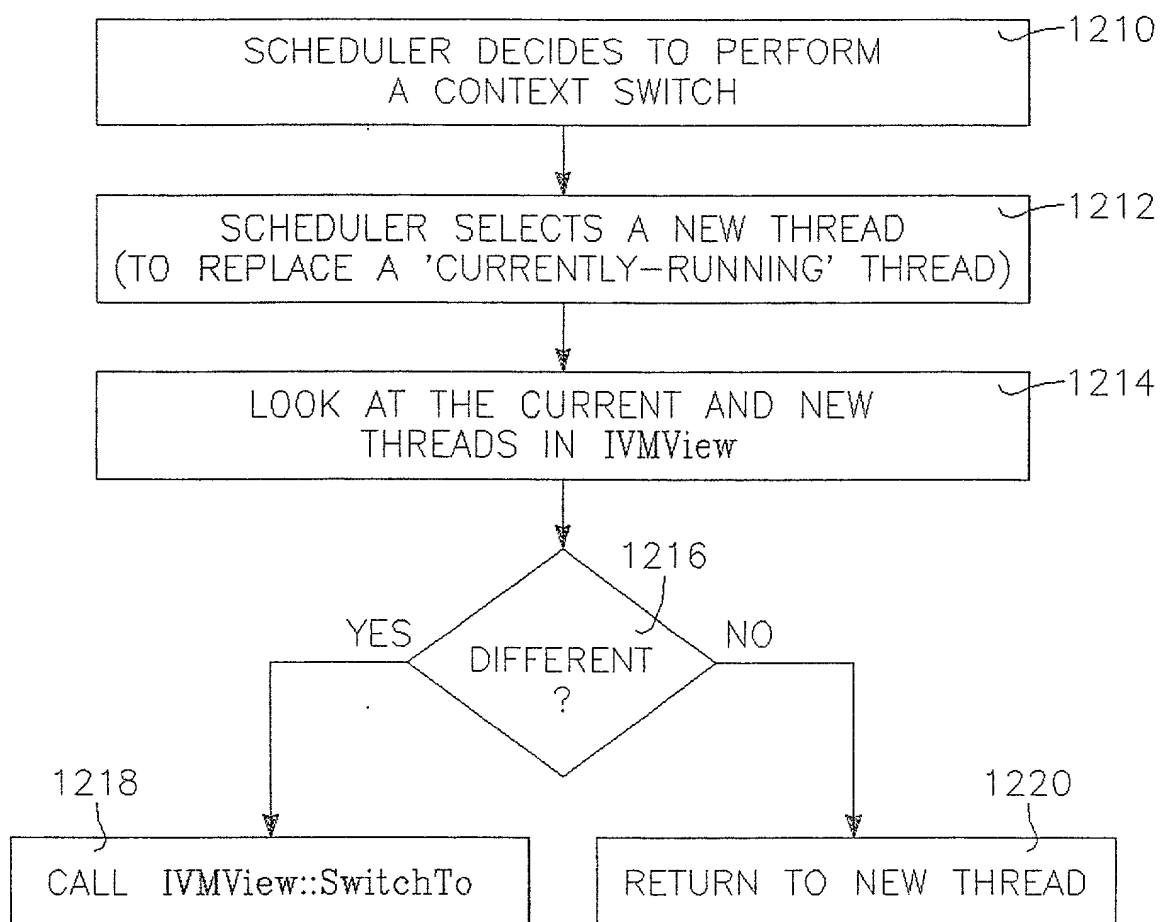 1210
SCHEDULER DECIDES TO PERFORM
A CONTEXT SWITCH
1212
SCHEDULER SELECTS A NEW THREAD
(TO REPLACE A 'CURRENTLY-RUNNING' THREAD)
1214
LOOK AT THE CURRENT AND NEW
THREADS IN IVMView
1216
YES
NO
DIFFERENT
?
1218
1220
CALL IVMView::SwitchTo
RETURN TO NEW THREAD